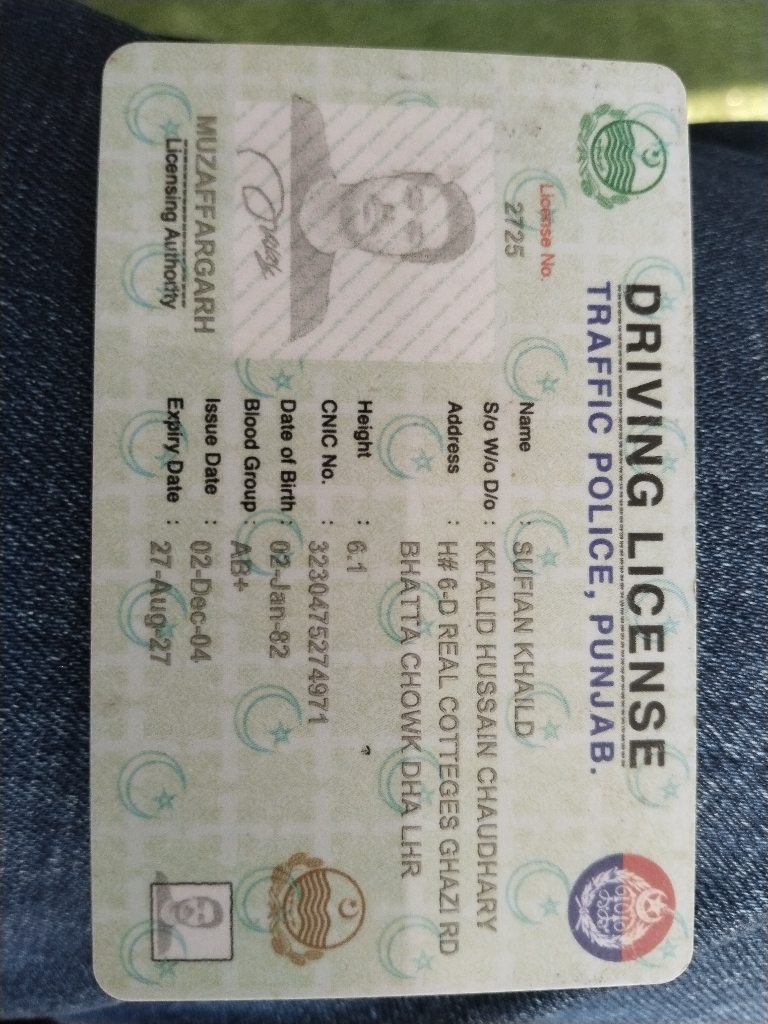 DRIVING LICENSE
TRAFFIC POLICE, PUNJAB.
License No.
2725
Name : SUFIAN KHAILD
S/o W/o D/o : KHALID HUSSAIN CHAUDHARY
Address : H# 6-D REAL COTTEGES GHAZI RD
BHATTA CHOWK DHA LHR
Height : 6.1
CNIC No. : 3230475274971
Date of Birth : 02-Jan-82
Blood Group : AB+
Issue Date : 02-Dec-04
Expiry Date : 27-Aug-27
MUZAFFARGARH
Licensing Authority